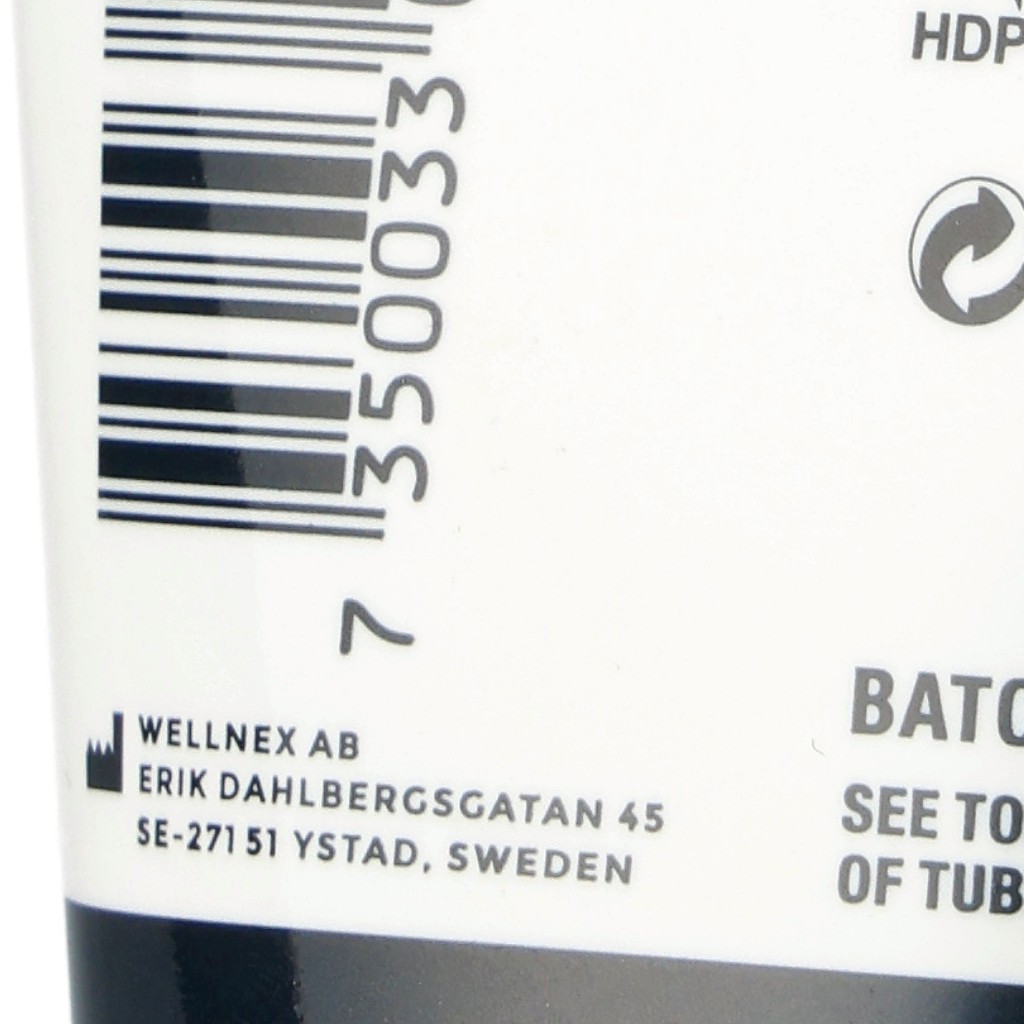 HDP
7 350033
WELLNEX AB
ERIK DAHLBERGSGATAN 45
SE-271 51 YSTAD, SWEDEN
BATC
SEE TO
OF TUB